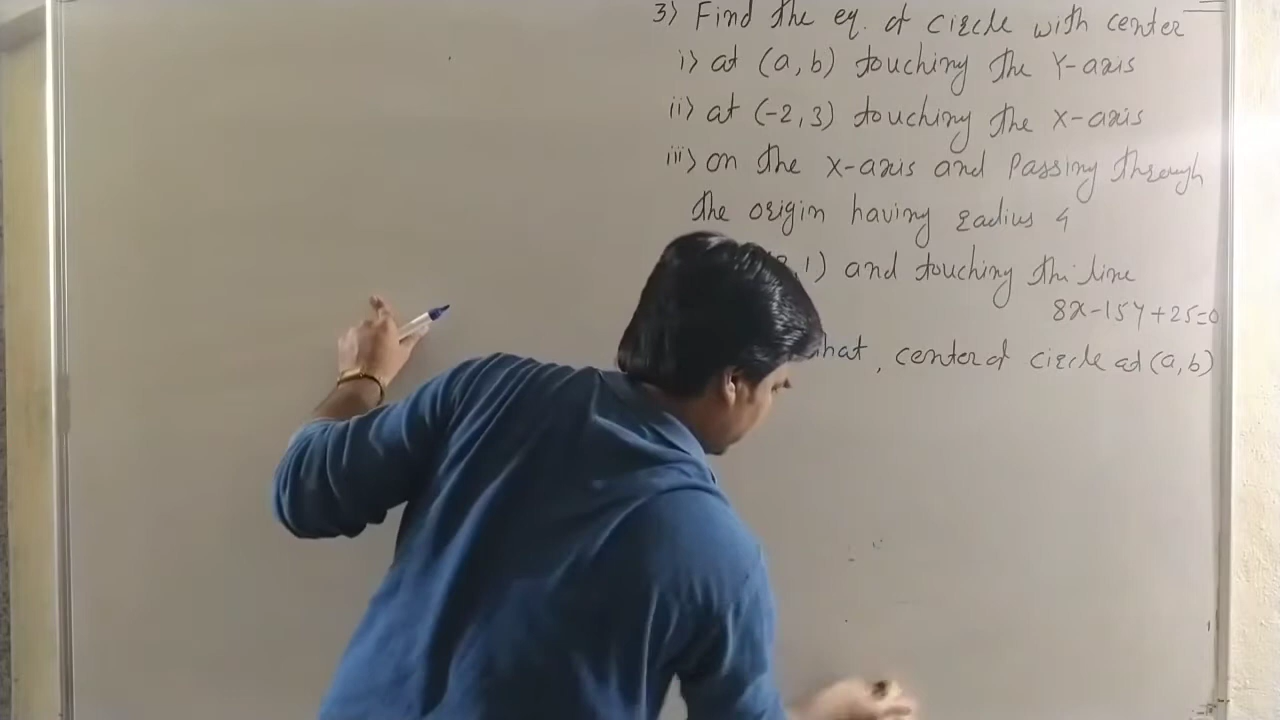 3) Find the eq. of circle with center
i) at (a, b) touching the Y-axis
ii) at (-2, 3) touching the X-axis
iii) on the X-axis and Passing through
the origin having radius 4
,1) and touching the line
8x-15y+25=0
that, center of circle at (a, b)